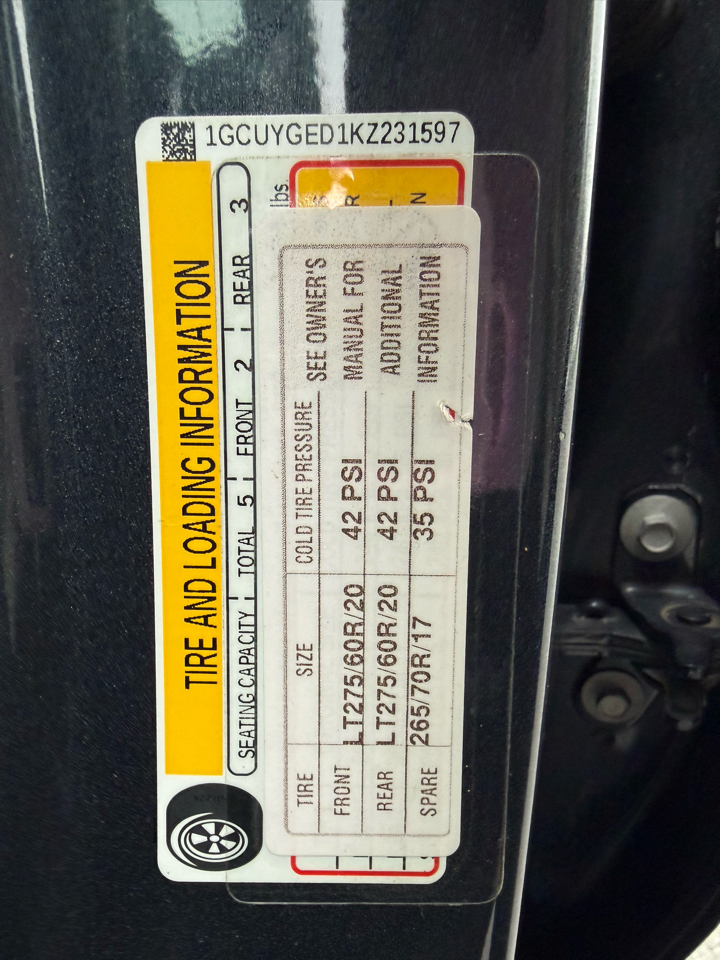 1GCUYGED1KZ231597
TIRE AND LOADING INFORMATION
SEATING CAPACITY TOTAL 5 FRONT 2 REAR 3
lbs.
TIRE SIZE COLD TIRE PRESSURE
FRONT LT275/60R/20 42 PSI
REAR LT275/60R/20 42 PSI
SPARE 265/70R/17 35 PSI
SEE OWNER'S
MANUAL FOR
ADDITIONAL
INFORMATION